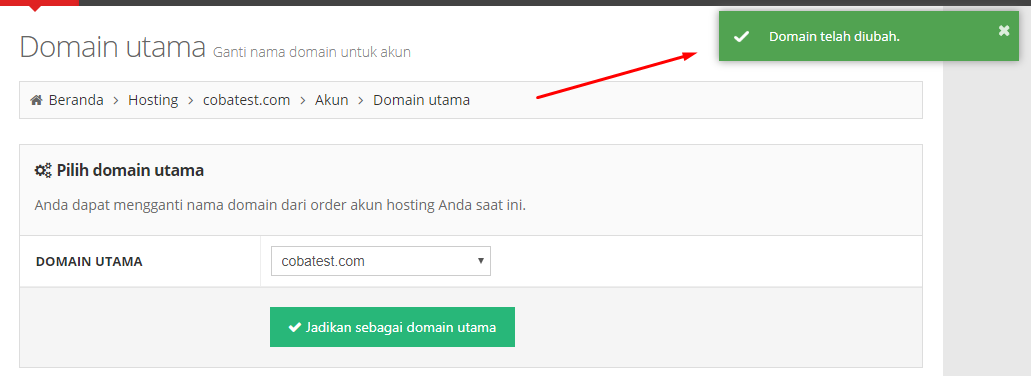 Domain telah diubah.
Domain utama Ganti nama domain untuk akun
Beranda > Hosting > cobatest.com > Akun > Domain utama
Pilih domain utama
Anda dapat mengganti nama domain dari order akun hosting Anda saat ini.
DOMAIN UTAMA cobatest.com
Jadikan sebagai domain utama